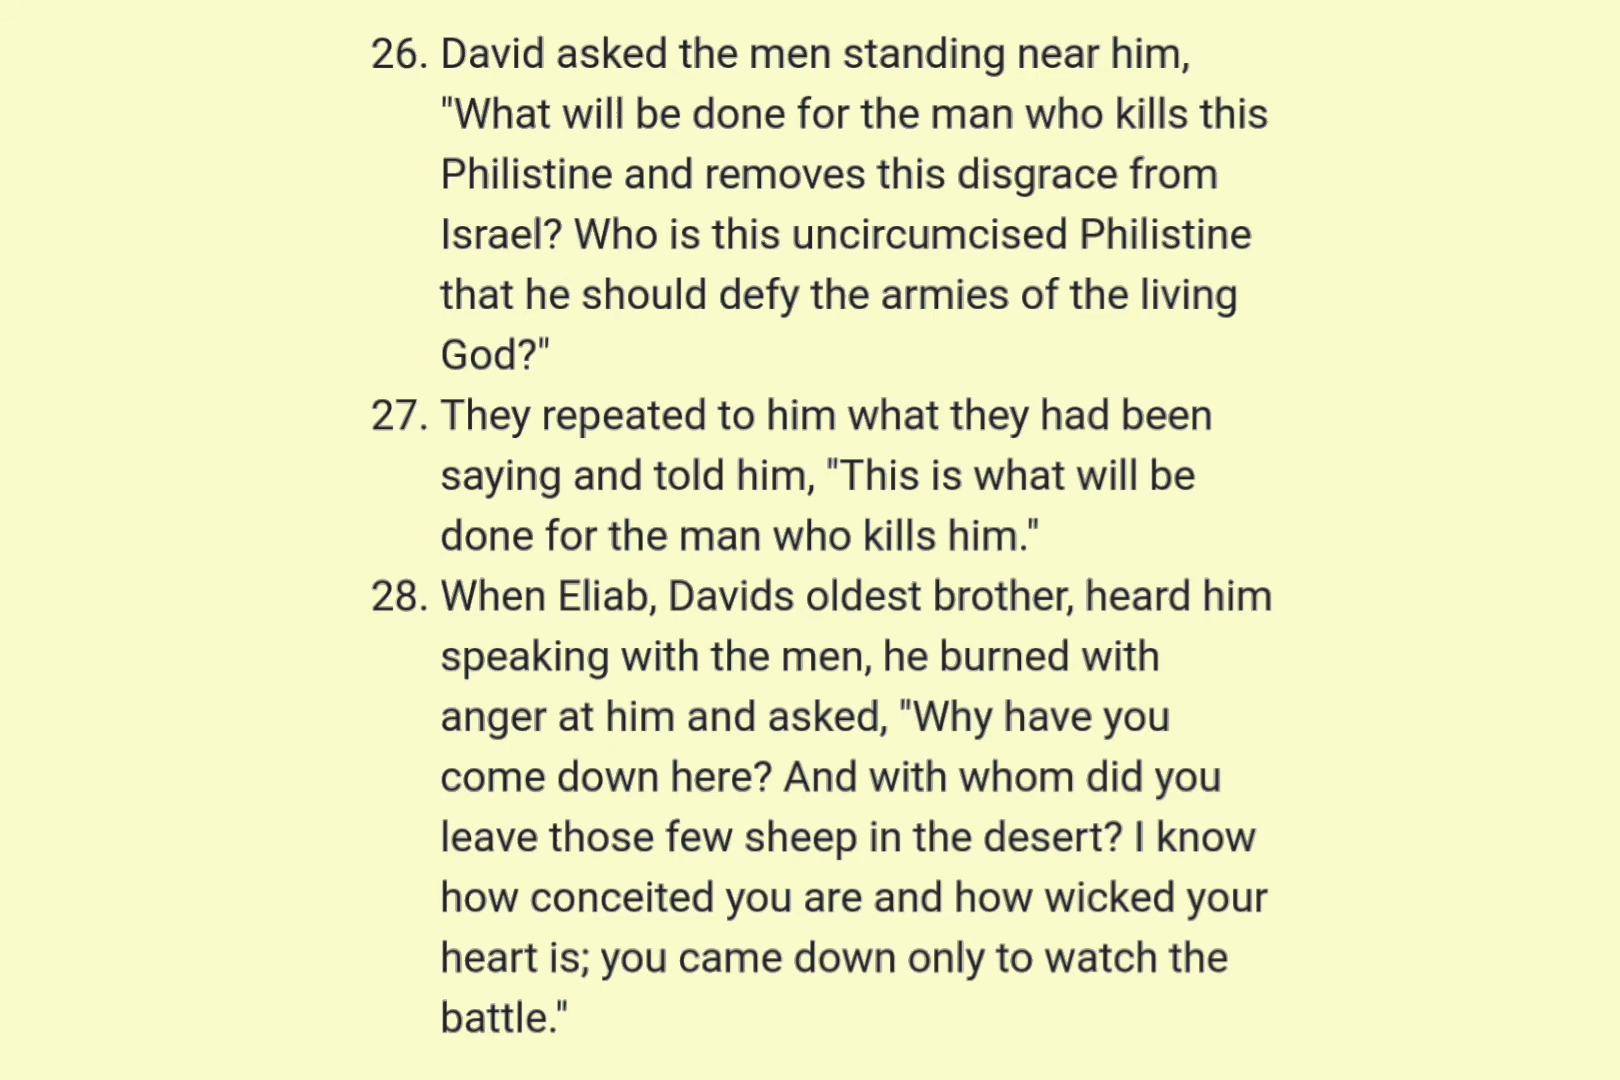 26. David asked the men standing near him,
"What will be done for the man who kills this
Philistine and removes this disgrace from
Israel? Who is this uncircumcised Philistine
that he should defy the armies of the living
God?"
27. They repeated to him what they had been
saying and told him, "This is what will be
done for the man who kills him."
28. When Eliab, Davids oldest brother, heard him
speaking with the men, he burned with
anger at him and asked, "Why have you
come down here? And with whom did you
leave those few sheep in the desert? I know
how conceited you are and how wicked your
heart is; you came down only to watch the
battle."